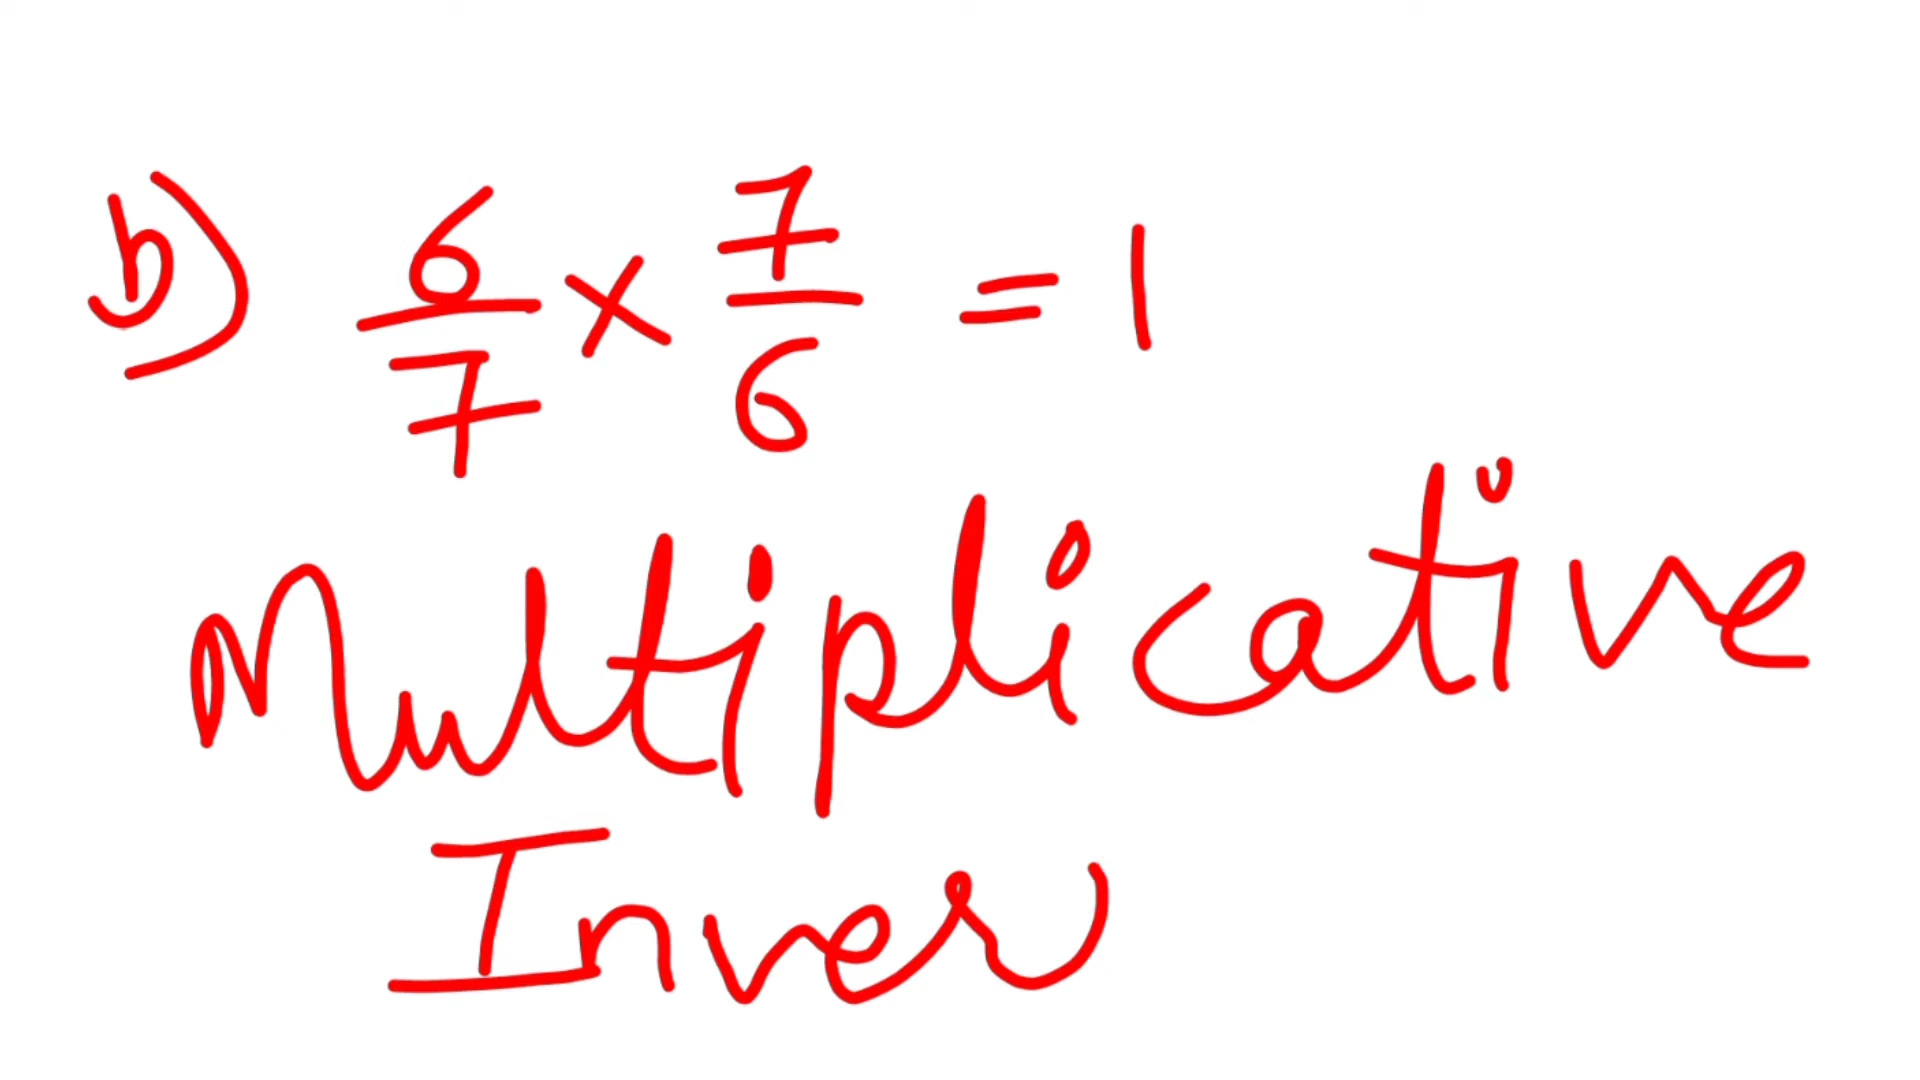 b) 6/7 × 7/6 = 1
Multiplicative
Inver